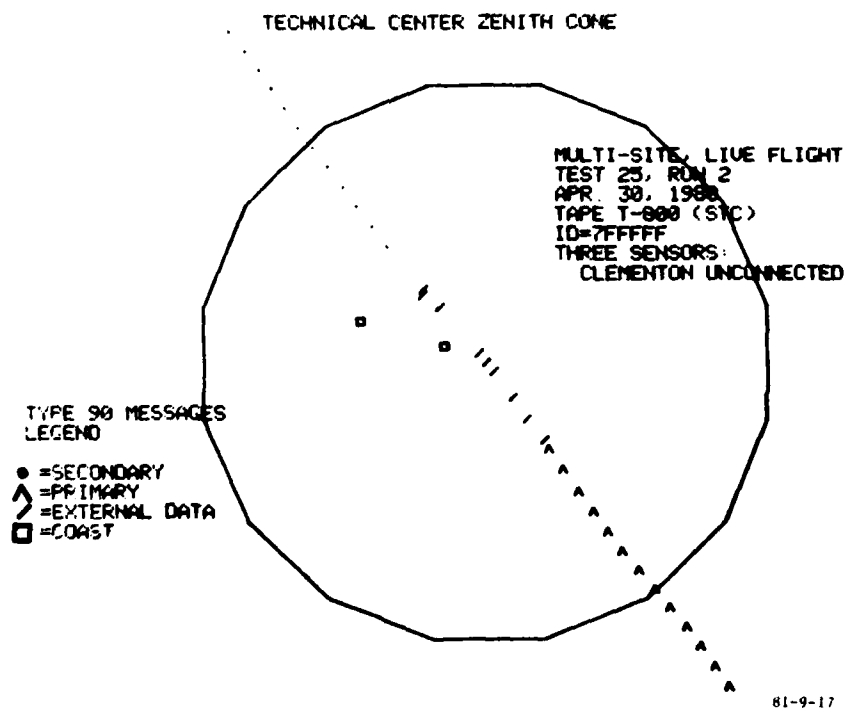 TECHNICAL CENTER ZENITH CONE
MULTI-SITE, LIVE FLIGHT
TEST 25, RUN 2
APR. 30, 1980
TAPE T-800 (STC)
ID=7FFFFF
THREE SENSORS:
CLEMENTON UNCONNECTED
TYPE 90 MESSAGES
LEGEND
● =SECONDARY
∧ =PRIMARY
/ =EXTERNAL DATA
□ =COAST
81-9-17